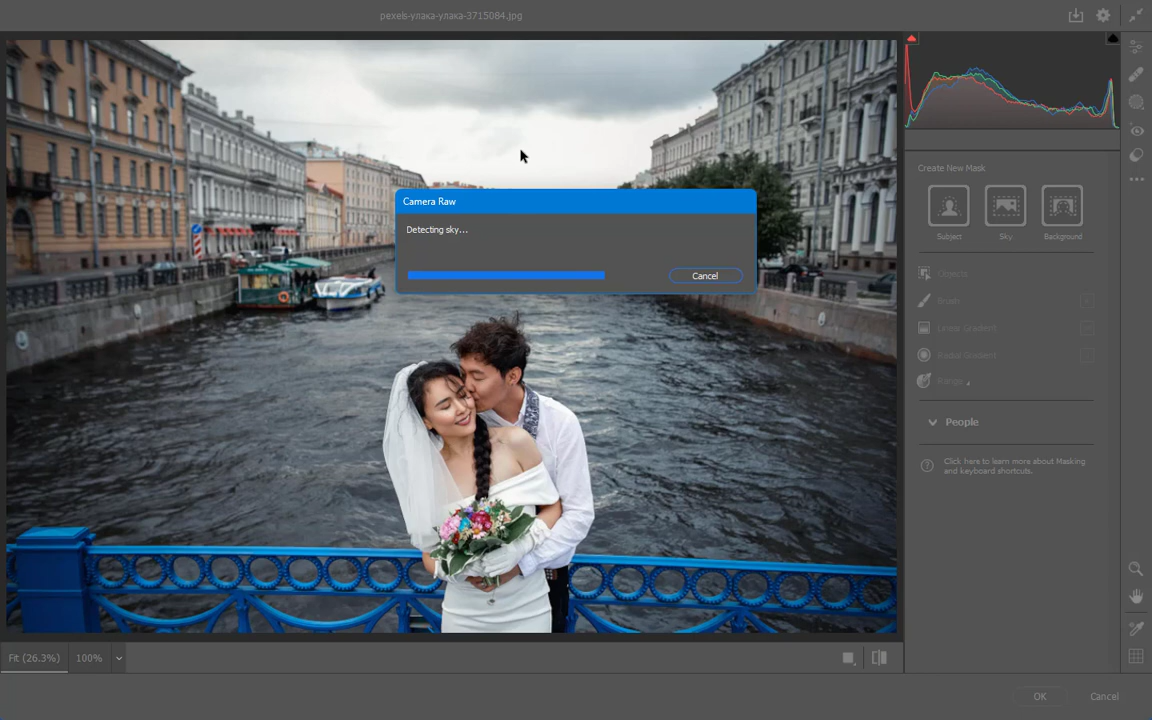 pexels-улака-улака-3715084.jpg
Camera Raw
Detecting sky...
Cancel
Create New Mask
Subject
Sky
Background
Objects
Brush
Linear Gradient
Radial Gradient
Range
People
Click here to learn more about Masking
and keyboard shortcuts.
Fit (26.3%)
100%
OK
Cancel